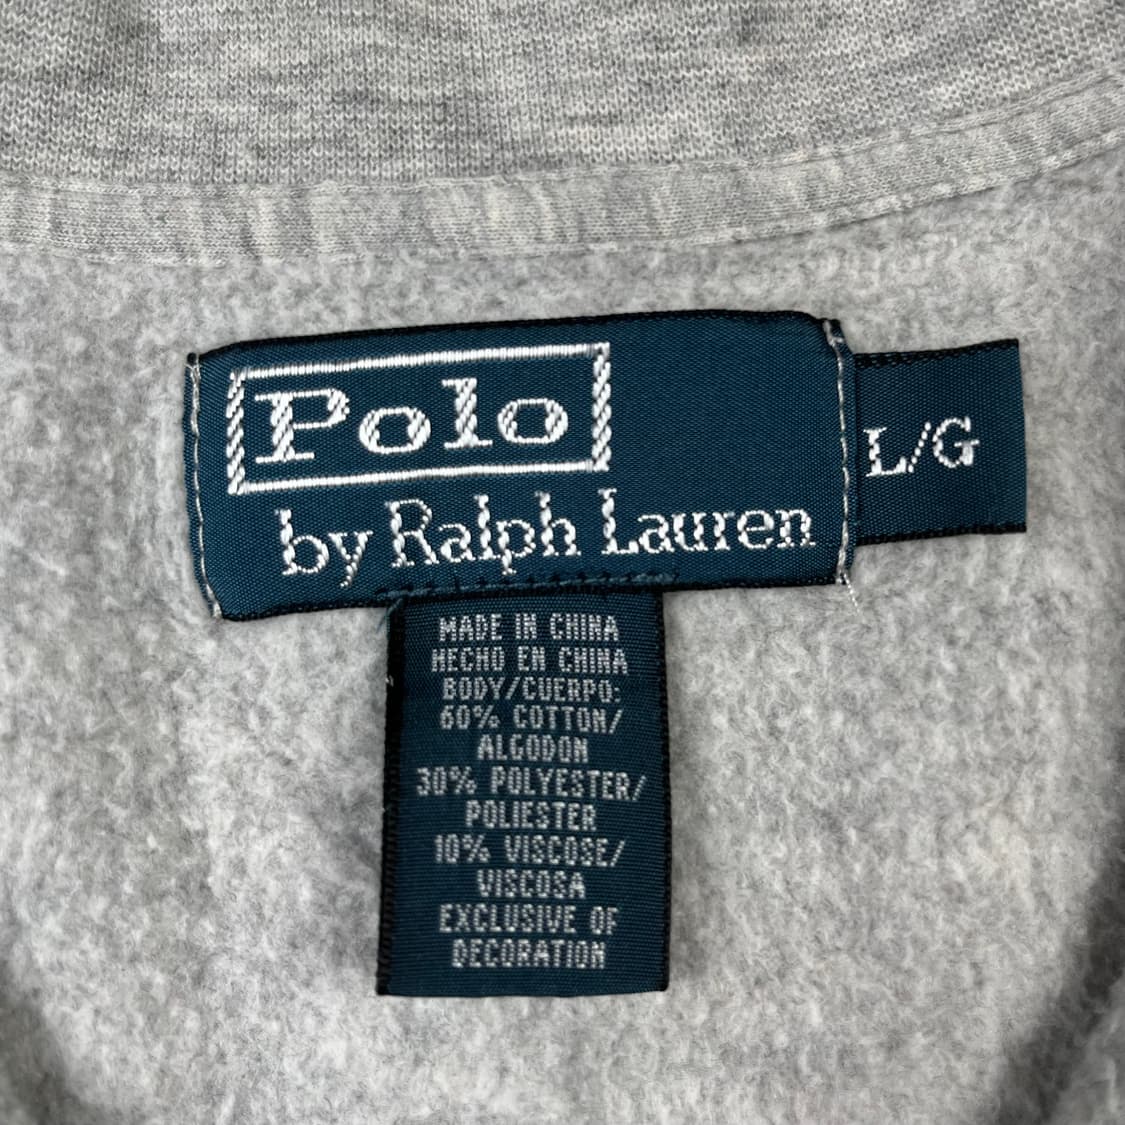 Polo
by Ralph Lauren
L/G
MADE IN CHINA
HECHO EN CHINA
BODY/CUERPO:
60% COTTON/
ALGODON
30% POLYESTER/
POLIESTER
10% VISCOSE/
VISCOSA
EXCLUSIVE OF
DECORATION